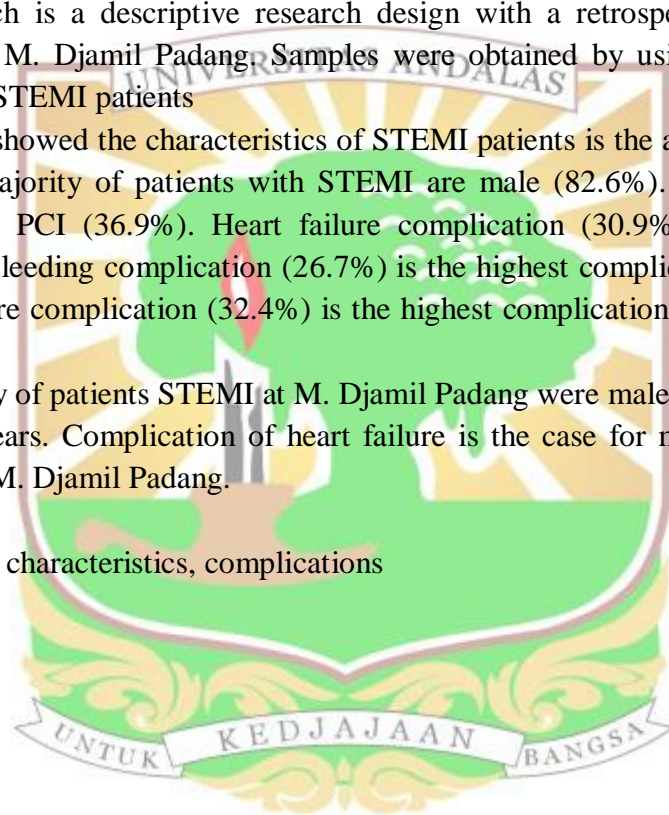 ch is a descriptive research design with a retrosp
M. Djamil Padang. Samples were obtained by usi
UNIVERSITAS ANDALAS
STEMI patients
showed the characteristics of STEMI patients is the a
ajority of patients with STEMI are male (82.6%).
PCI (36.9%). Heart failure complication (30.9%
leeding complication (26.7%) is the highest complic
re complication (32.4%) is the highest complication
y of patients STEMI at M. Djamil Padang were male
ears. Complication of heart failure is the case for
M. Djamil Padang.
characteristics, complications
UNTUK KEDJAJAAN BANGSA